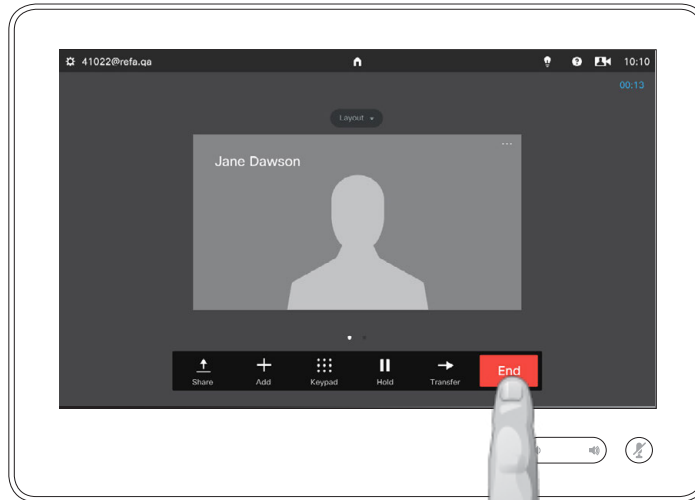 41022@refa.qa
10:10
00:13
Layout
Jane Dawson
Share Add Keypad Hold Transfer End